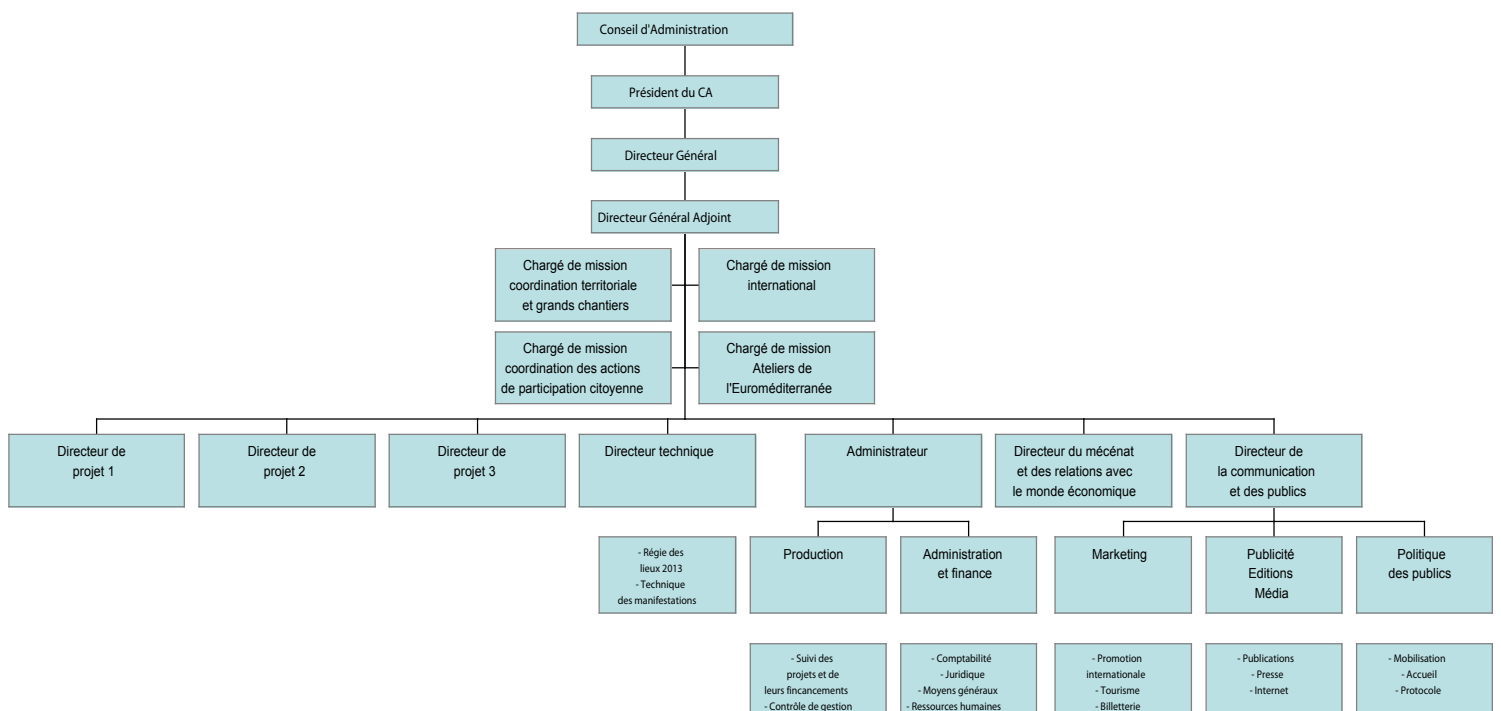 Conseil d'Administration
Président du CA
Directeur Général
Directeur Général Adjoint
Chargé de mission
coordination territoriale
et grands chantiers
Chargé de mission
international
Chargé de mission
coordination des actions
de participation citoyenne
Chargé de mission
Ateliers de
l'Euroméditerranée
Directeur de
projet 1
Directeur de
projet 2
Directeur de
projet 3
Directeur technique
Administrateur
Directeur du mécénat
et des relations avec
le monde économique
Directeur de
la communication
et des publics
- Régie des
lieux 2013
- Technique
des manifestations
Production
Administration
et finance
Marketing
Publicité
Editions
Média
Politique
des publics
- Suivi des
projets et de
leurs fincancements
- Contrôle de gestion
- Comptabilité
- Juridique
- Moyens généraux
- Ressources humaines
- Promotion
internationale
- Tourisme
- Billetterie
- Publications
- Presse
- Internet
- Mobilisation
- Accueil
- Protocole